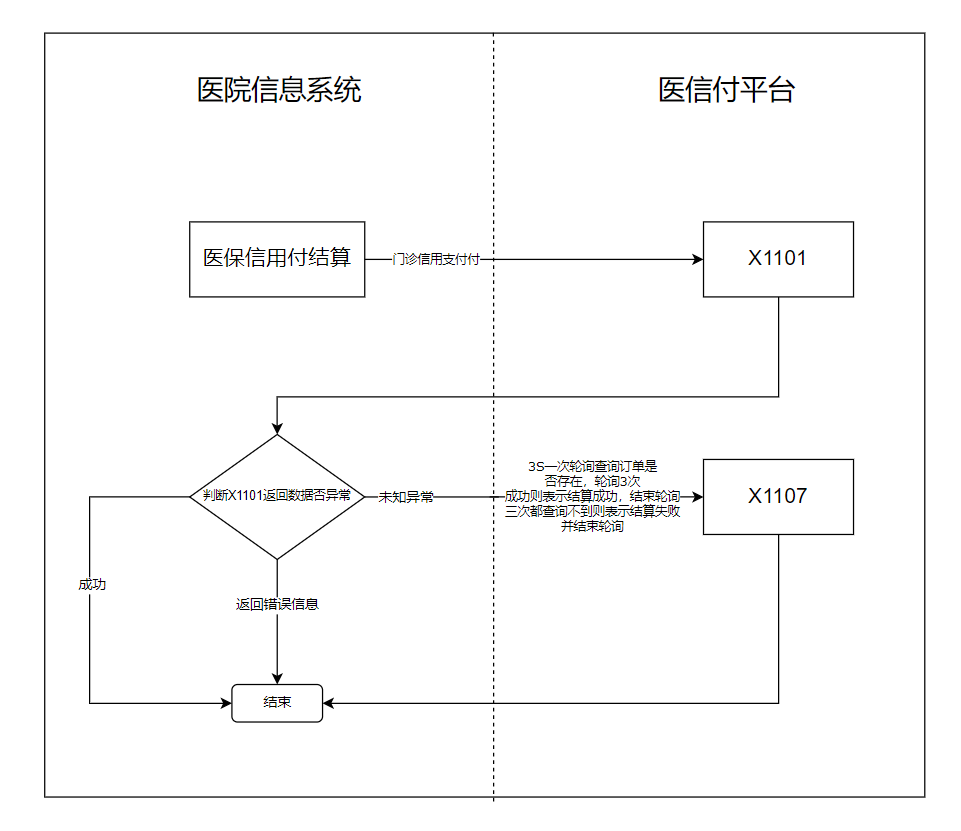 医院信息系统
医信付平台
医保信用付结算
门诊信用支付付
X1101
判断X1101返回数据否异常
未知异常
3S一次轮询查询订单是
否存在，轮询3次
成功则表示结算成功，结束轮询
三次都查询不到则表示结算失败
并结束轮询
X1107
成功
返回错误信息
结束